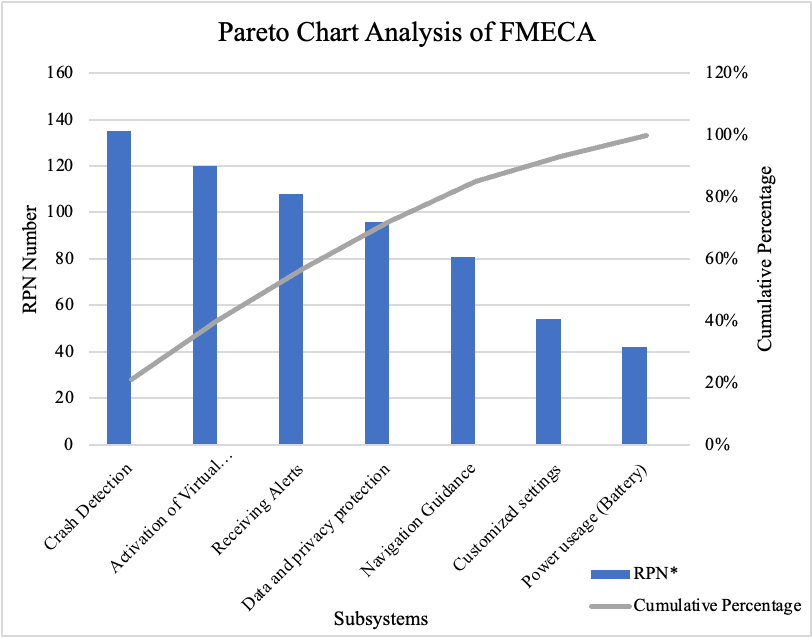 Pareto Chart Analysis of FMECA
160
140
120
100
80
60
40
20
0
RPN Number
120%
100%
80%
60%
40%
20%
0%
Cumulative Percentage
Crash Detection
Activation of Virtual…
Receiving Alerts
Data and privacy protection
Navigation Guidance
Customized settings
Power useage (Battery)
Subsystems
RPN*
Cumulative Percentage